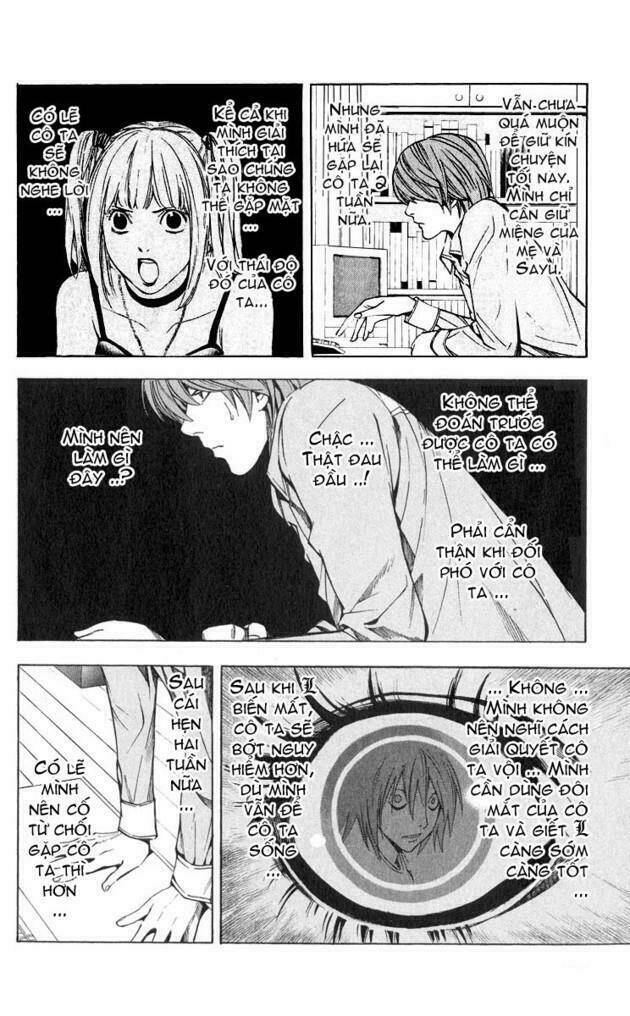 VẪN CHƯA
QUÁ MUỘN
ĐỂ GIỮ KÍN
CHUYỆN
TỐI NAY.
MÌNH CHỈ
CẦN GIỮ
MIỆNG CỦA
MẸ VÀ
SAYU.
NHƯNG
MÌNH ĐÃ
HỨA SẼ
GẶP LẠI
CÔ TA 2
TUẦN
NỮA.
KỂ CẢ KHI
MÌNH GIẢI
THÍCH TẠI
SAO CHÚNG
TA KHÔNG
THỂ GẶP MẶT
...
VỚI THÁI ĐỘ
ĐÓ CỦA CÔ
TA...
CÓ LẼ
CÔ TA
SẼ
KHÔNG
NGHE LỜI
...
KHÔNG THỂ
ĐOÁN TRƯỚC
ĐƯỢC CÔ TA CÓ
THỂ LÀM GÌ ...
PHẢI CẨN
THẬN KHI ĐỐI
PHÓ VỚI CÔ
TA ...
CHẬC ...
THẬT ĐAU
ĐẦU ..!
MÌNH NÊN
LÀM GÌ
ĐÂY ..?
... KHÔNG ...
MÌNH KHÔNG
NÊN NGHĨ CÁCH
GIẢI QUYẾT CÔ
TA VỘI ... MÌNH
CẦN DÙNG ĐÔI
MẮT CỦA CÔ
TA VÀ GIẾT L
CÀNG SỚM
CÀNG TỐT
...
SAU KHI L
BIẾN MẤT,
CÔ TA SẼ
BỚT NGUY
HIỂM HƠN,
DÙ MÌNH
VẪN ĐỂ
CÔ TA
SỐNG
...
SAU
CÁI
HẸN
HAI
TUẦN
NỮA
...
CÓ LẼ
MÌNH
NÊN CỐ
TỪ CHỐI
GẶP CÔ
TA THÌ
HƠN
...